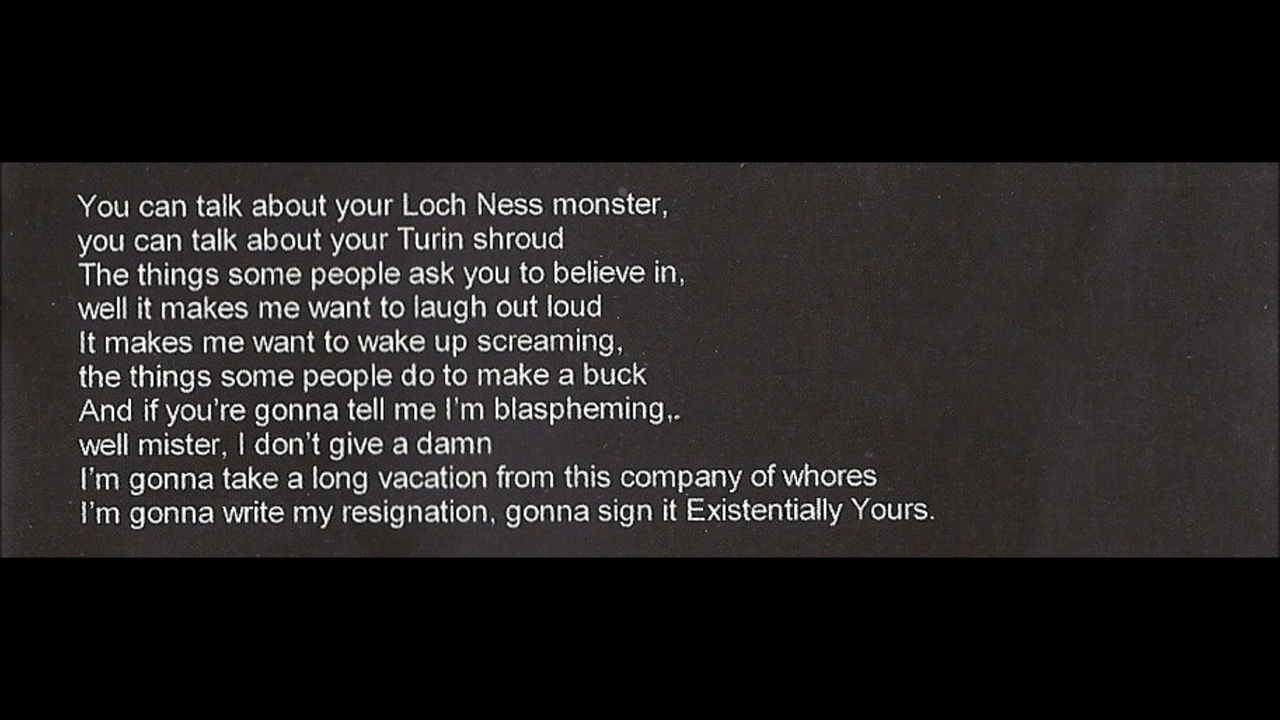 You can talk about your Loch Ness monster,
you can talk about your Turin shroud
The things some people ask you to believe in,
well it makes me want to laugh out loud
It makes me want to wake up screaming,
the things some people do to make a buck
And if you're gonna tell me I'm blaspheming,.
well mister, I don't give a damn
I'm gonna take a long vacation from this company of whores
I'm gonna write my resignation, gonna sign it Existentially Yours.